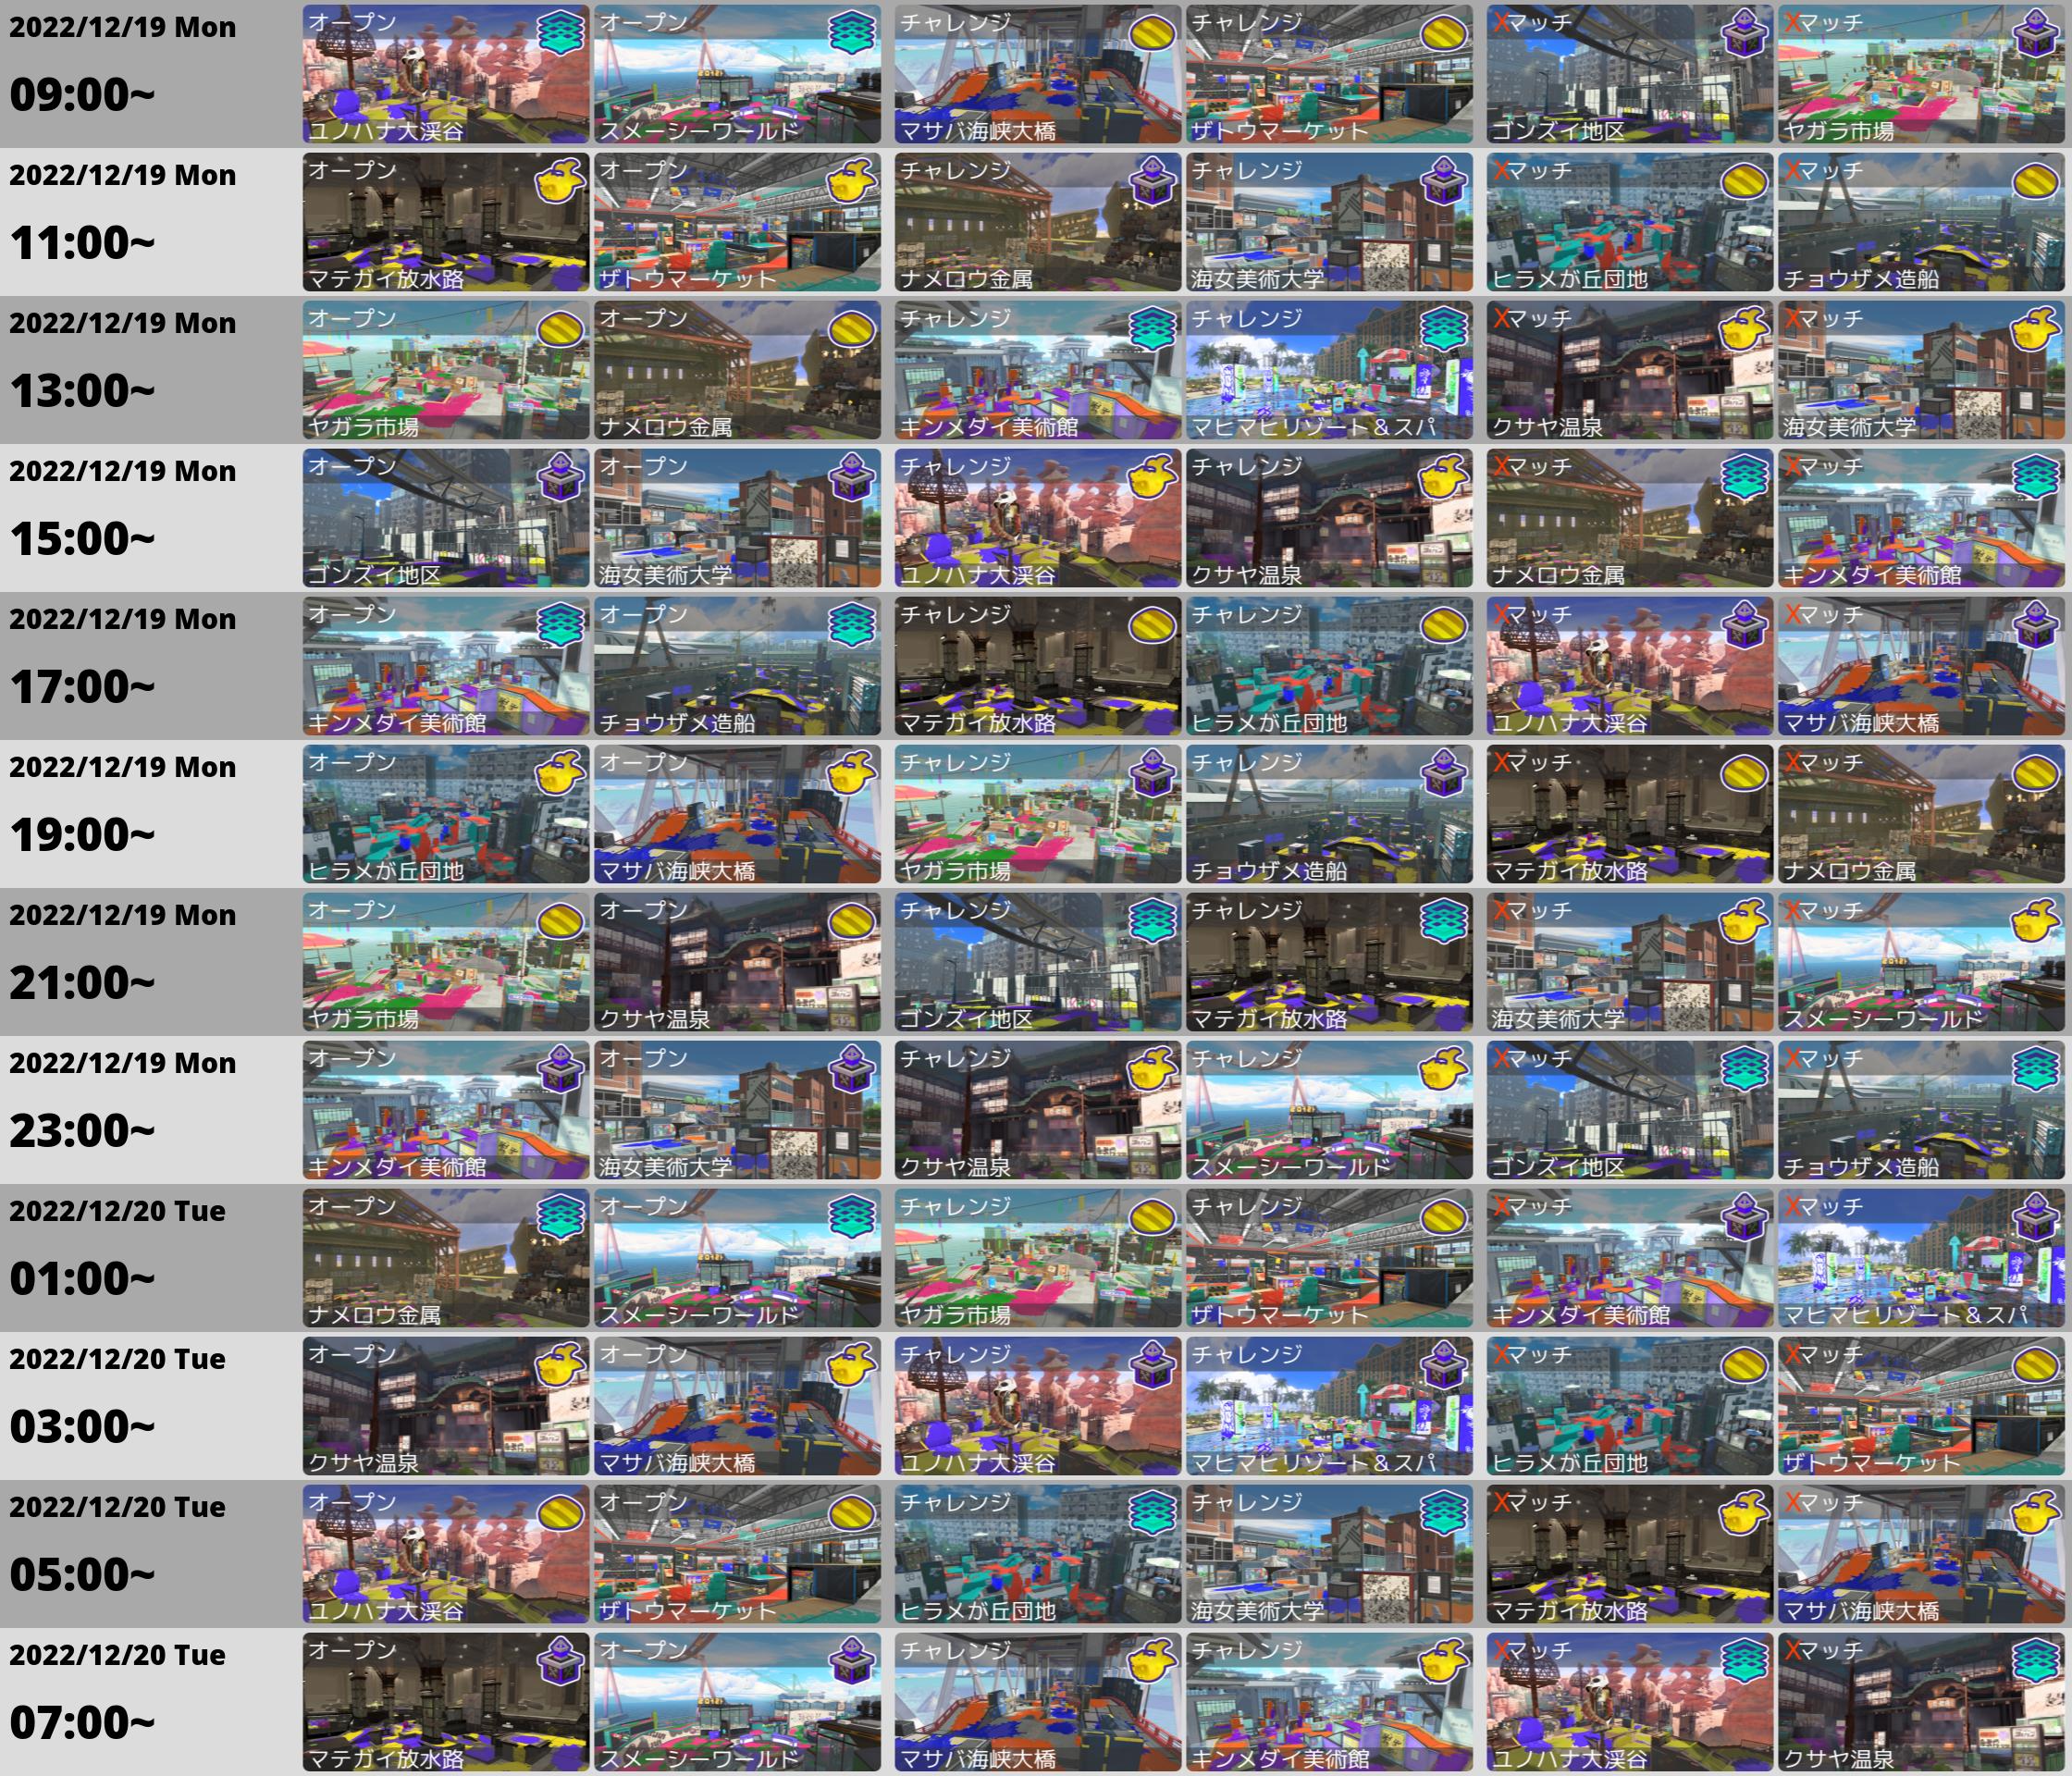 2022/12/19 Mon
09:00~
オープン
ユノハナ大渓谷
オープン
スメーシーワールド
チャレンジ
マサバ海峡大橋
チャレンジ
ザトウマーケット
Xマッチ
ゴンズイ地区
Xマッチ
ヤガラ市場
2022/12/19 Mon
11:00~
オープン
マテガイ放水路
オープン
ザトウマーケット
チャレンジ
ナメロウ金属
チャレンジ
海女美術大学
Xマッチ
ヒラメが丘団地
Xマッチ
チョウザメ造船
2022/12/19 Mon
13:00~
オープン
ヤガラ市場
オープン
ナメロウ金属
チャレンジ
キンメダイ美術館
チャレンジ
マヒマヒリゾート＆スパ
Xマッチ
クサヤ温泉
Xマッチ
海女美術大学
2022/12/19 Mon
15:00~
オープン
ゴンズイ地区
オープン
海女美術大学
チャレンジ
ユノハナ大渓谷
チャレンジ
クサヤ温泉
Xマッチ
ナメロウ金属
Xマッチ
キンメダイ美術館
2022/12/19 Mon
17:00~
オープン
キンメダイ美術館
オープン
チョウザメ造船
チャレンジ
マテガイ放水路
チャレンジ
ヒラメが丘団地
Xマッチ
ユノハナ大渓谷
Xマッチ
マサバ海峡大橋
2022/12/19 Mon
19:00~
オープン
ヒラメが丘団地
オープン
マサバ海峡大橋
チャレンジ
ヤガラ市場
チャレンジ
チョウザメ造船
Xマッチ
マテガイ放水路
Xマッチ
ナメロウ金属
2022/12/19 Mon
21:00~
オープン
ヤガラ市場
オープン
クサヤ温泉
チャレンジ
ゴンズイ地区
チャレンジ
マテガイ放水路
Xマッチ
海女美術大学
Xマッチ
スメーシーワールド
2022/12/19 Mon
23:00~
オープン
キンメダイ美術館
オープン
海女美術大学
チャレンジ
クサヤ温泉
チャレンジ
スメーシーワールド
Xマッチ
ゴンズイ地区
Xマッチ
チョウザメ造船
2022/12/20 Tue
01:00~
オープン
ナメロウ金属
オープン
スメーシーワールド
チャレンジ
ヤガラ市場
チャレンジ
ザトウマーケット
Xマッチ
キンメダイ美術館
Xマッチ
マヒマヒリゾート＆スパ
2022/12/20 Tue
03:00~
オープン
クサヤ温泉
オープン
マサバ海峡大橋
チャレンジ
ユノハナ大渓谷
チャレンジ
マヒマヒリゾート＆スパ
Xマッチ
ヒラメが丘団地
Xマッチ
ザトウマーケット
2022/12/20 Tue
05:00~
オープン
ユノハナ大渓谷
オープン
ザトウマーケット
チャレンジ
ヒラメが丘団地
チャレンジ
海女美術大学
Xマッチ
マテガイ放水路
Xマッチ
マサバ海峡大橋
2022/12/20 Tue
07:00~
オープン
マテガイ放水路
オープン
スメーシーワールド
チャレンジ
マサバ海峡大橋
チャレンジ
キンメダイ美術館
Xマッチ
ユノハナ大渓谷
Xマッチ
クサヤ温泉